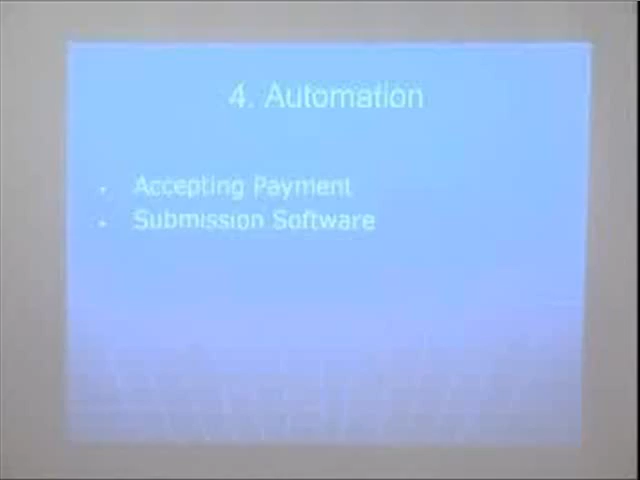 4. Automation
• Accepting Payment
• Submission Software